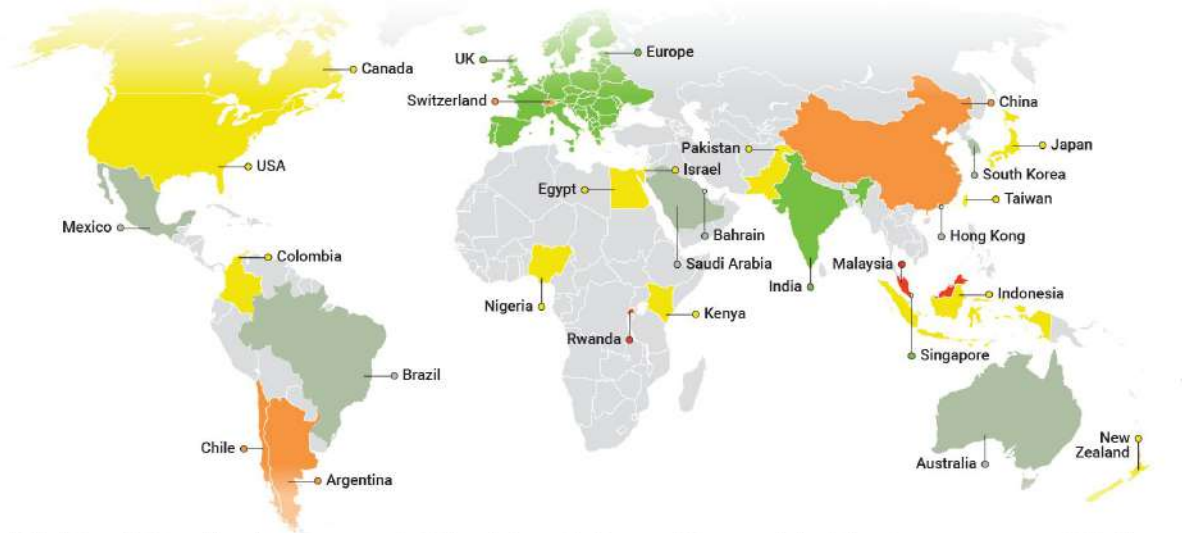 Canada
UK
Europe
Switzerland
China
USA
Pakistan
Israel
Japan
Egypt
South Korea
Taiwan
Mexico
Bahrain
Hong Kong
Colombia
Saudi Arabia
Malaysia
India
Indonesia
Nigeria
Kenya
Rwanda
Singapore
Brazil
New
Zealand
Chile
Australia
Argentina